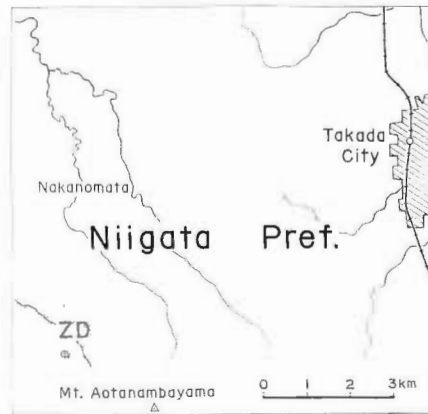 Takada
City
Nakanomata
Niigata Pref.
ZD
Mt. Aotanambayama
0 1 2 3km